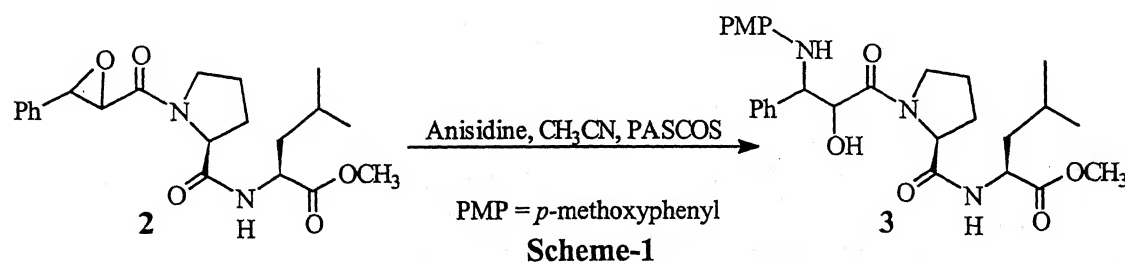 PMP
NH
O
O
O
Ph
N
Ph
N
Anisidine, CH3CN, PASCOS
OH
OCH3
OCH3
O
N
O
O
N
O
H
H
2
PMP = p-methoxyphenyl
3
Scheme-1